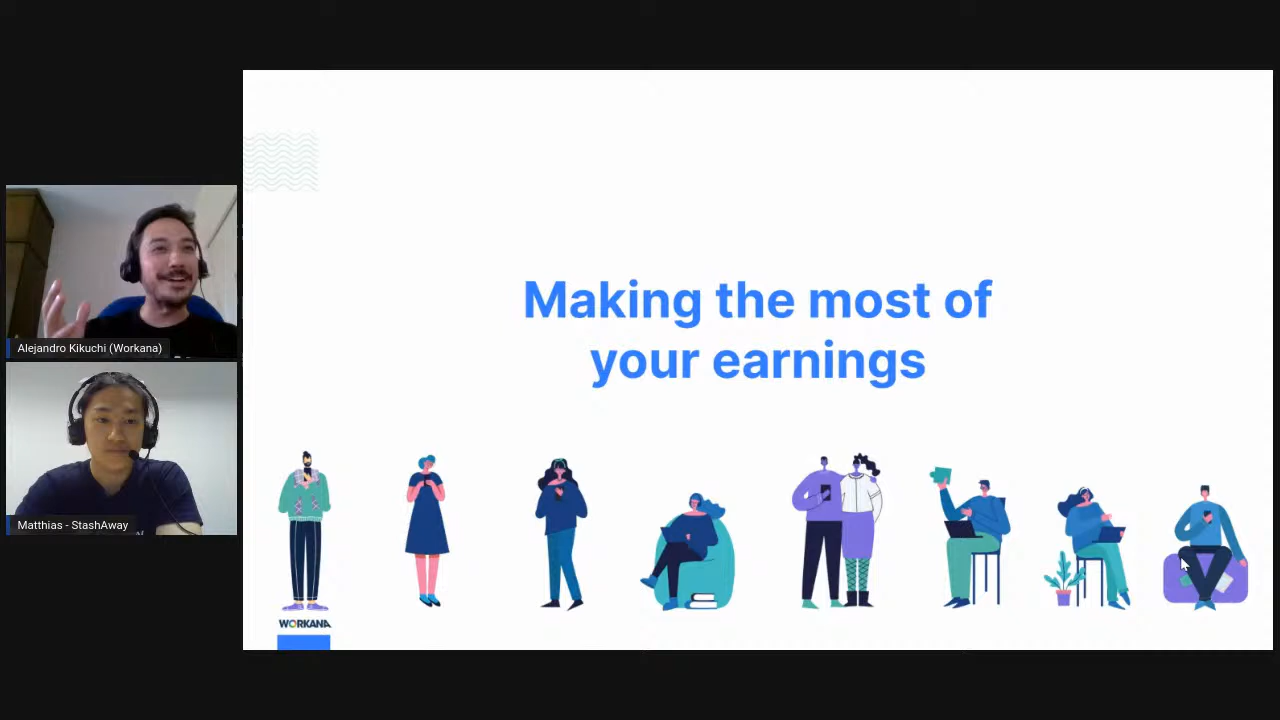 Making the most of
your earnings
Alejandro Kikuchi (Workana)
Matthias - StashAway
WORKANA